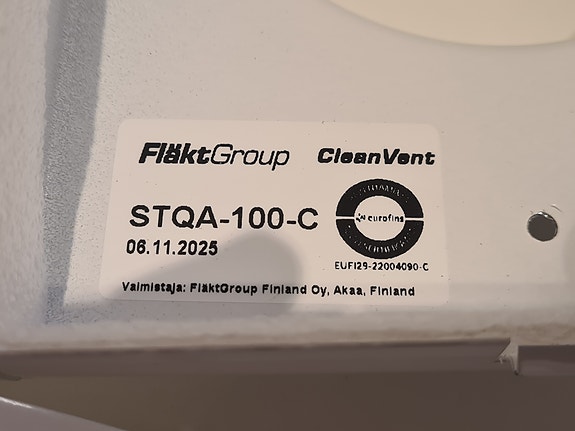 FläktGroup CleanVent
STQA-100-C
eurofins
06.11.2025
EUFI29-22004090-C
Valmistaja: FläktGroup Finland Oy, Akaa, Finland